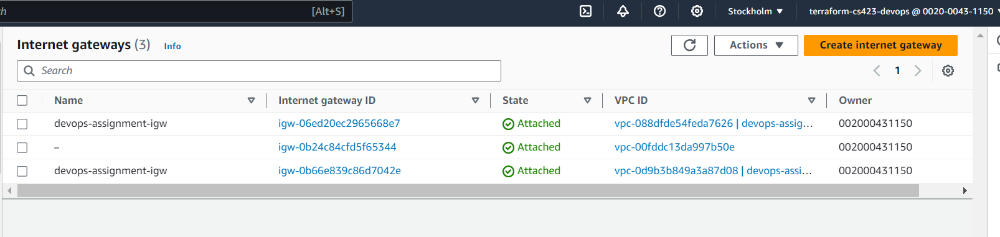 ch [Alt+S] Stockholm ▼ terraform-cs423-devops @ 0020-0043-1150 ▼
Internet gateways (3) Info Actions ▼ Create internet gateway
Search 1
Name Internet gateway ID State VPC ID Owner
devops-assignment-igw igw-06ed20ec2965668e7 Attached vpc-088dfde54feda7626 | devops-assig... 002000431150
– igw-0b24c84cfd5f65344 Attached vpc-00fddc13da997b50e 002000431150
devops-assignment-igw igw-0b66e839c86d7042e Attached vpc-0d9b3b849a3a87d08 | devops-assi... 002000431150